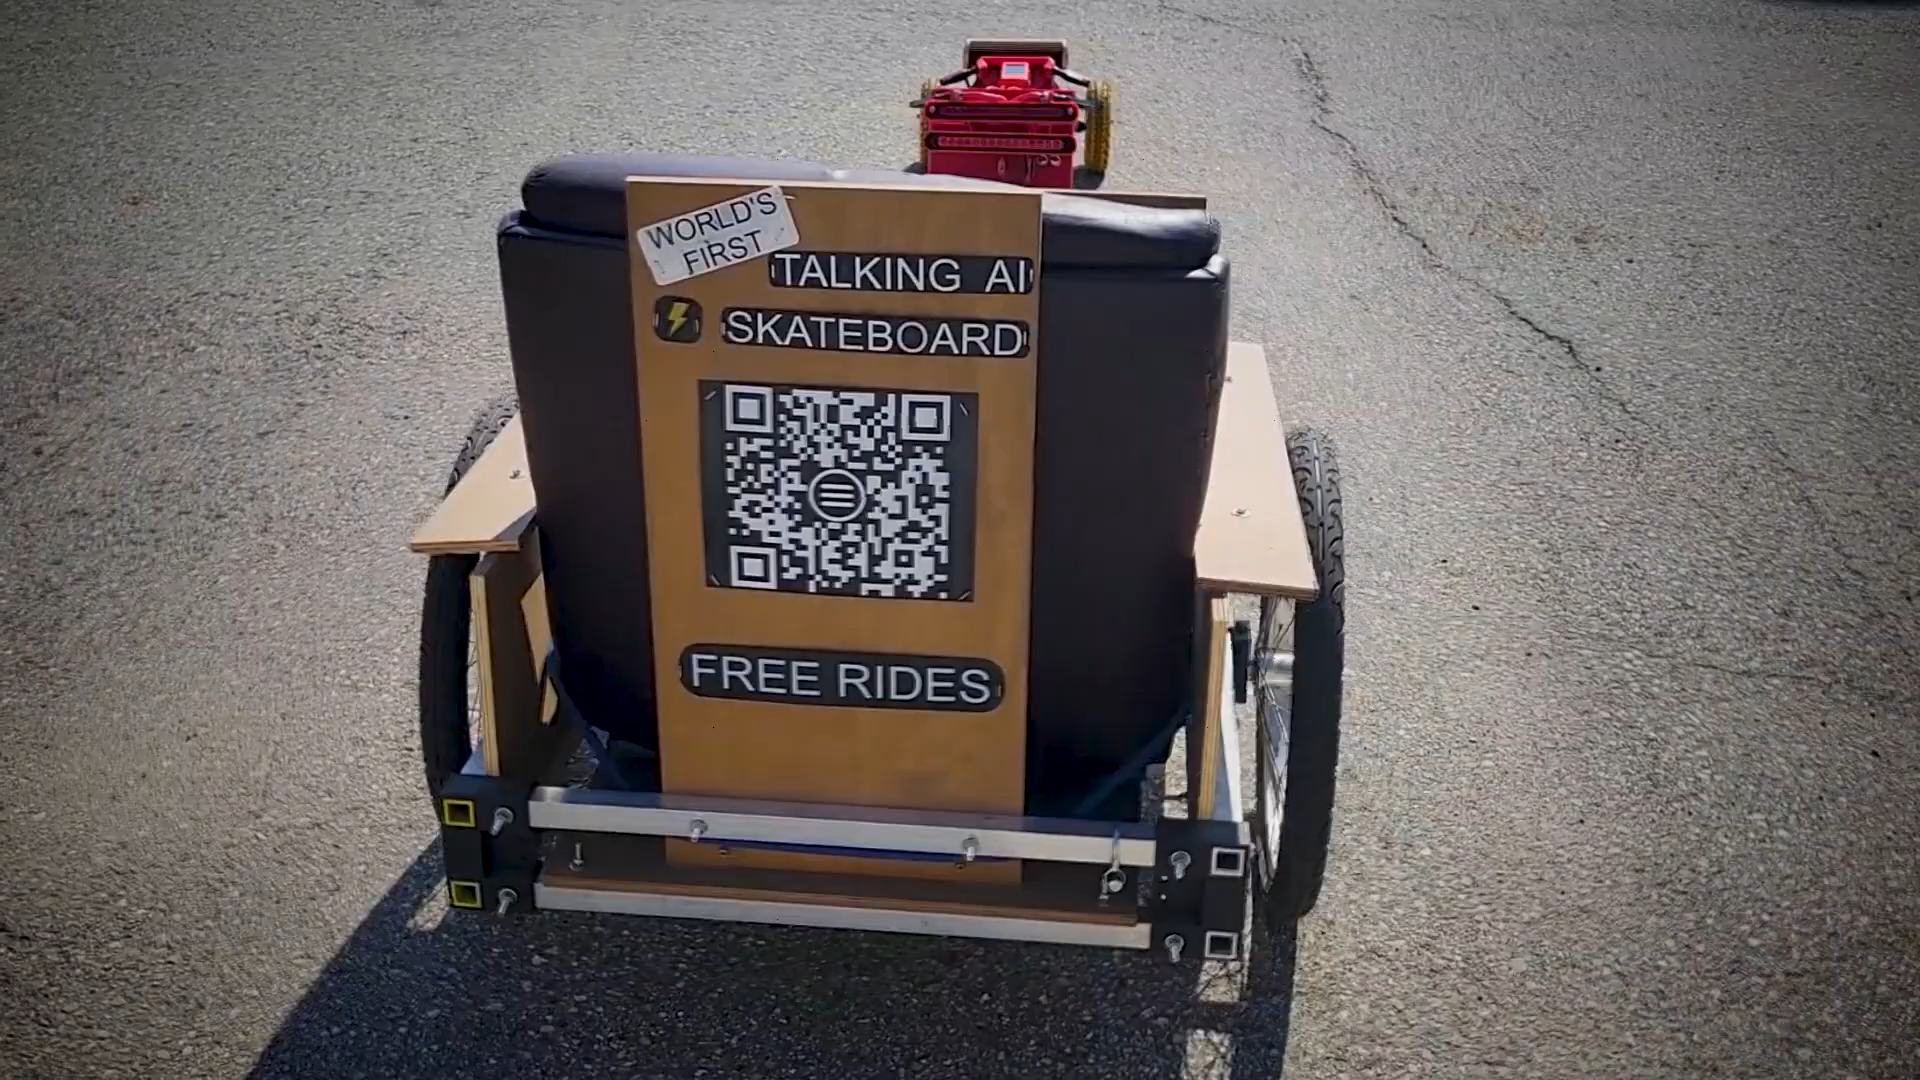 WORLD'S
FIRST
TALKING AI
SKATEBOARD
FREE RIDES